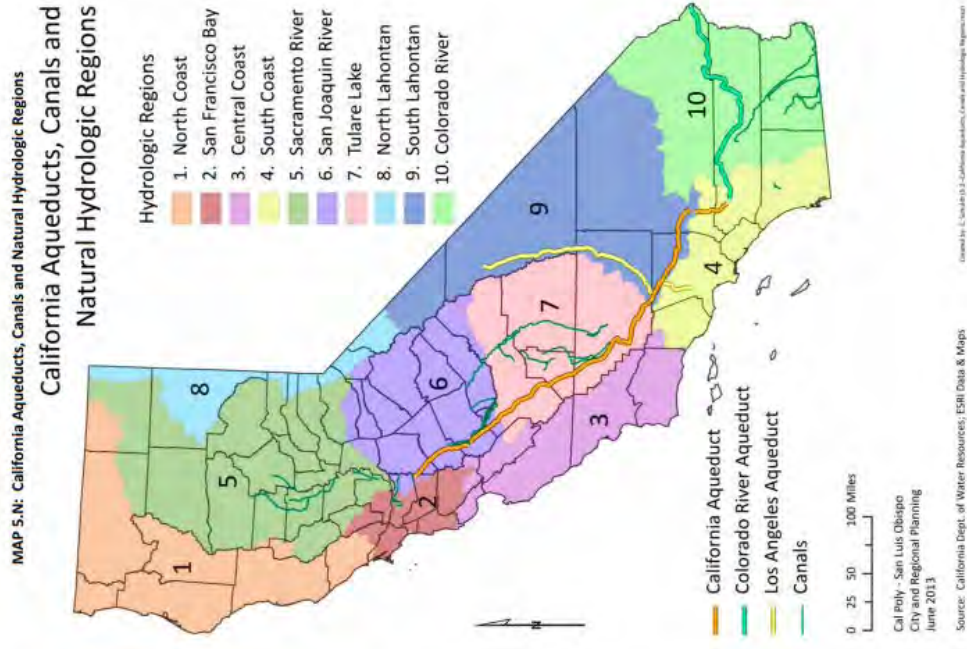 MAP S.N: California Aqueducts, Canals and Natural Hydrologic Regions
California Aqueducts, Canals and
Natural Hydrologic Regions
Hydrologic Regions
1. North Coast
2. San Francisco Bay
3. Central Coast
4. South Coast
5. Sacramento River
6. San Joaquin River
7. Tulare Lake
8. North Lahontan
9. South Lahontan
10. Colorado River
1
2
3
4
5
6
7
8
9
10
N
California Aqueduct
Colorado River Aqueduct
Los Angeles Aqueduct
Canals
0 25 50 100 Miles
Cal Poly - San Luis Obispo
City and Regional Planning
June 2013
Source: California Dept. of Water Resources; ESRI Data & Maps